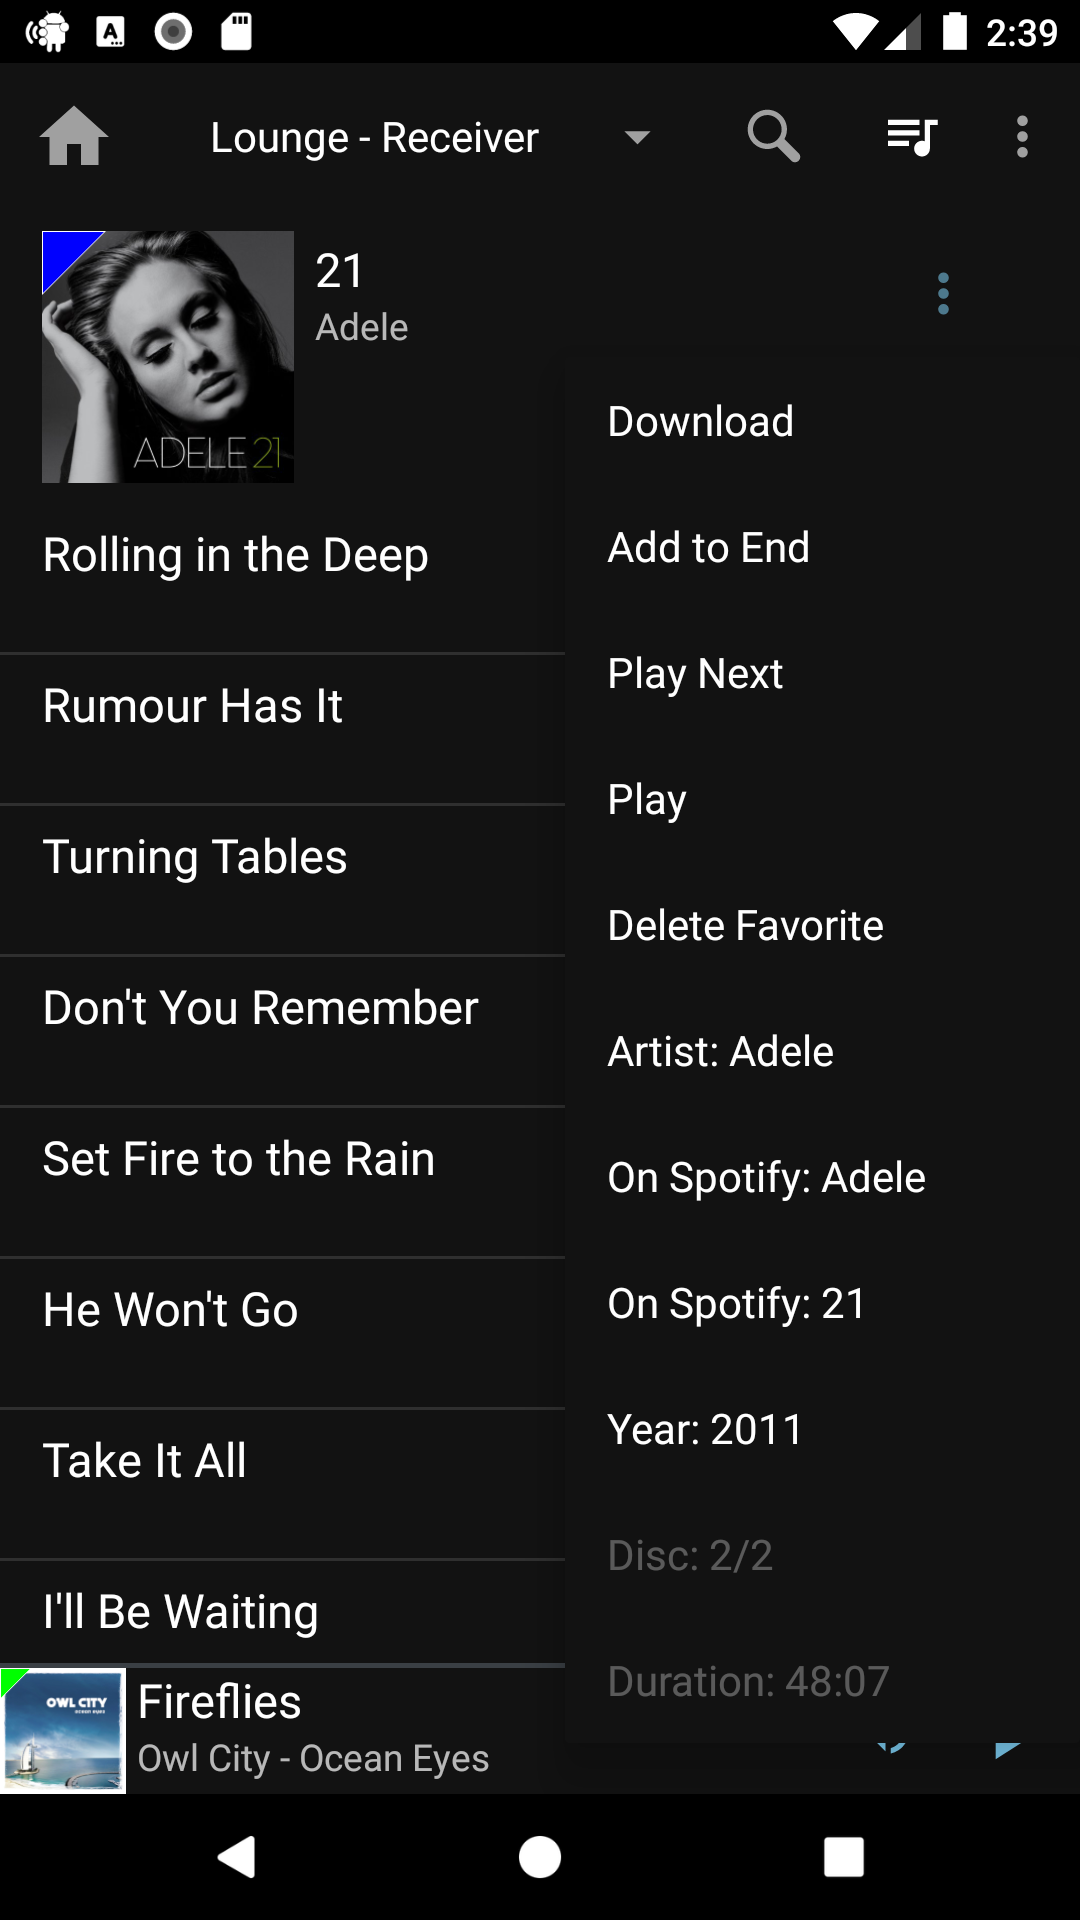 2:39
Lounge - Receiver
21
Adele
ADELE 21
Download
Rolling in the Deep
Add to End
Play Next
Rumour Has It
Play
Turning Tables
Delete Favorite
Don't You Remember
Artist: Adele
Set Fire to the Rain
On Spotify: Adele
He Won't Go
On Spotify: 21
Year: 2011
Take It All
Disc: 2/2
I'll Be Waiting
Duration: 48:07
OWL CITY
OCEAN EYES
Fireflies
Owl City - Ocean Eyes